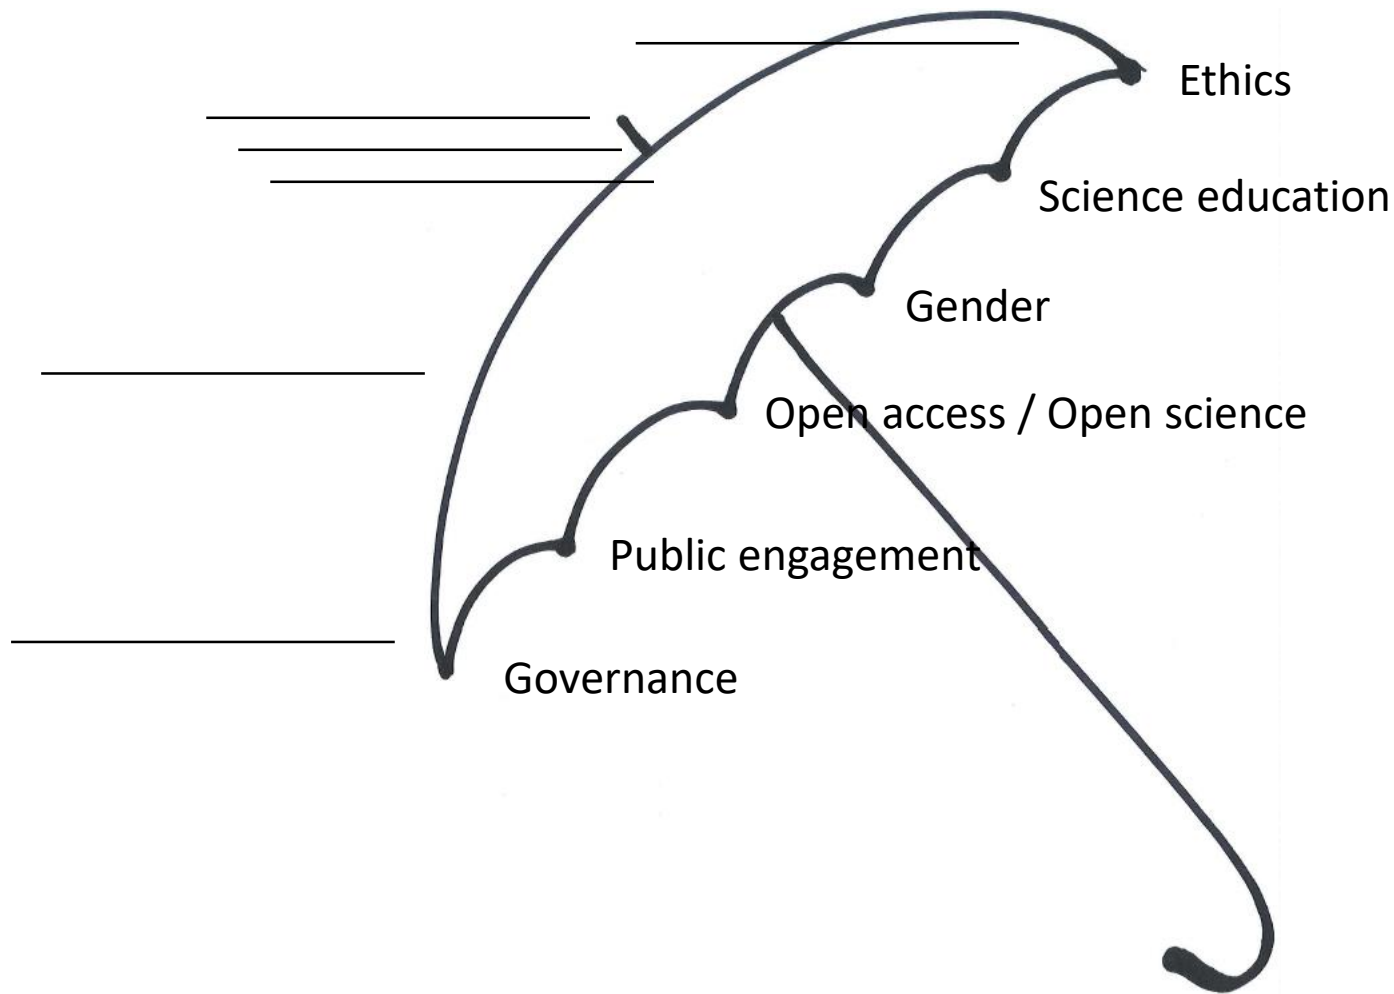 Ethics
Science education
Gender
Open access / Open science
Public engagement
Governance